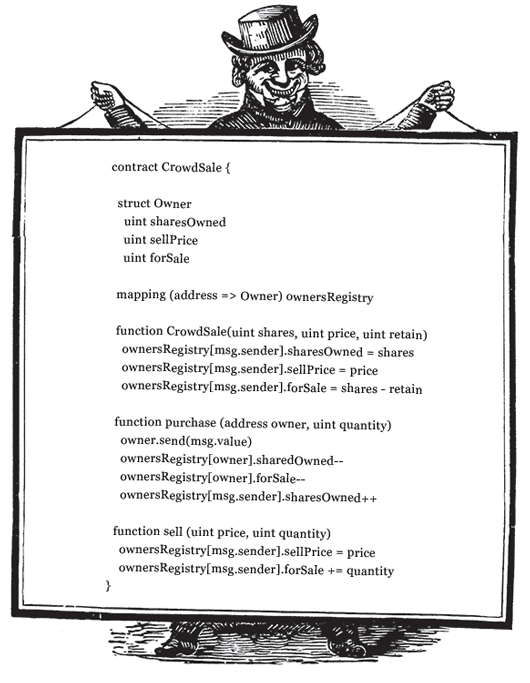 contract CrowdSale {
struct Owner
uint sharesOwned
uint sellPrice
uint forSale
mapping (address => Owner) ownersRegistry
function CrowdSale(uint shares, uint price, uint retain)
ownersRegistry[msg.sender].sharesOwned = shares
ownersRegistry[msg.sender].sellPrice = price
ownersRegistry[msg.sender].forSale = shares - retain
function purchase (address owner, uint quantity)
owner.send(msg.value)
ownersRegistry[owner].sharedOwned--
ownersRegistry[owner].forSale--
ownersRegistry[msg.sender].sharesOwned++
function sell (uint price, uint quantity)
ownersRegistry[msg.sender].sellPrice = price
ownersRegistry[msg.sender].forSale += quantity
}